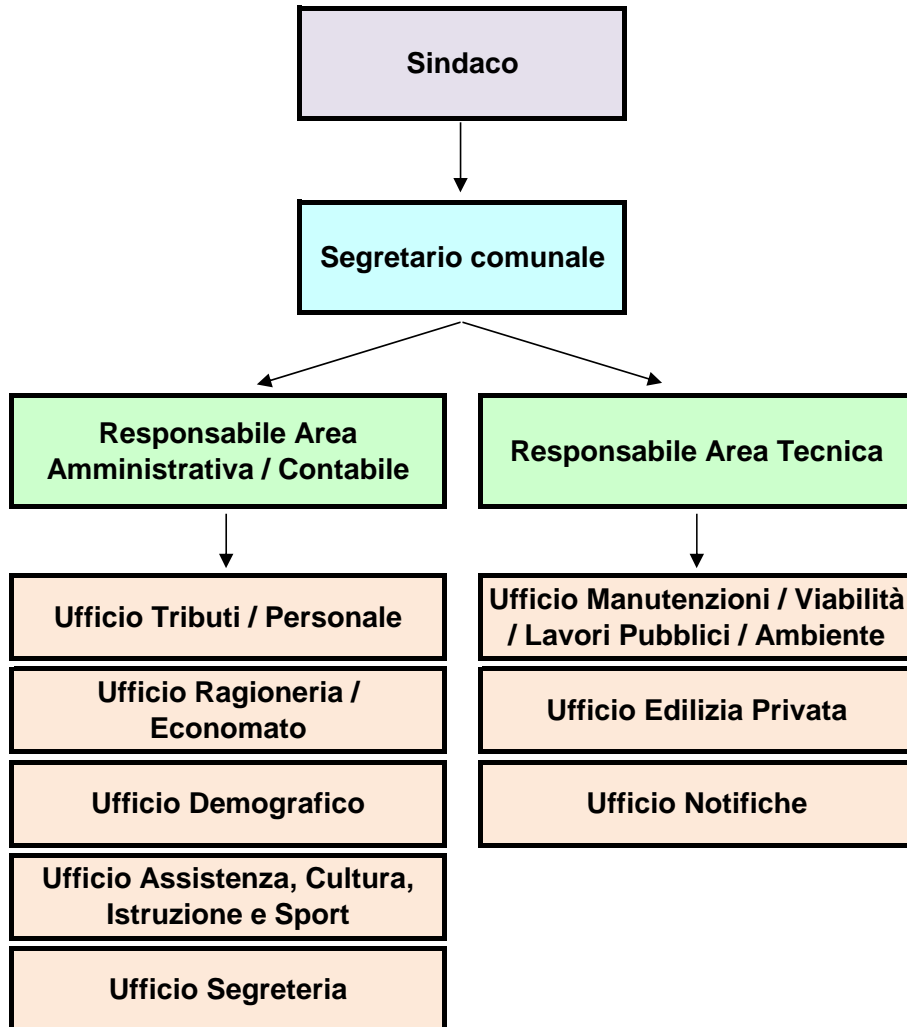 Sindaco
Segretario comunale
Responsabile Area
Amministrativa / Contabile
Responsabile Area Tecnica
Ufficio Tributi / Personale
Ufficio Ragioneria /
Economato
Ufficio Demografico
Ufficio Assistenza, Cultura,
Istruzione e Sport
Ufficio Segreteria
Ufficio Manutenzioni / Viabilità
/ Lavori Pubblici / Ambiente
Ufficio Edilizia Privata
Ufficio Notifiche